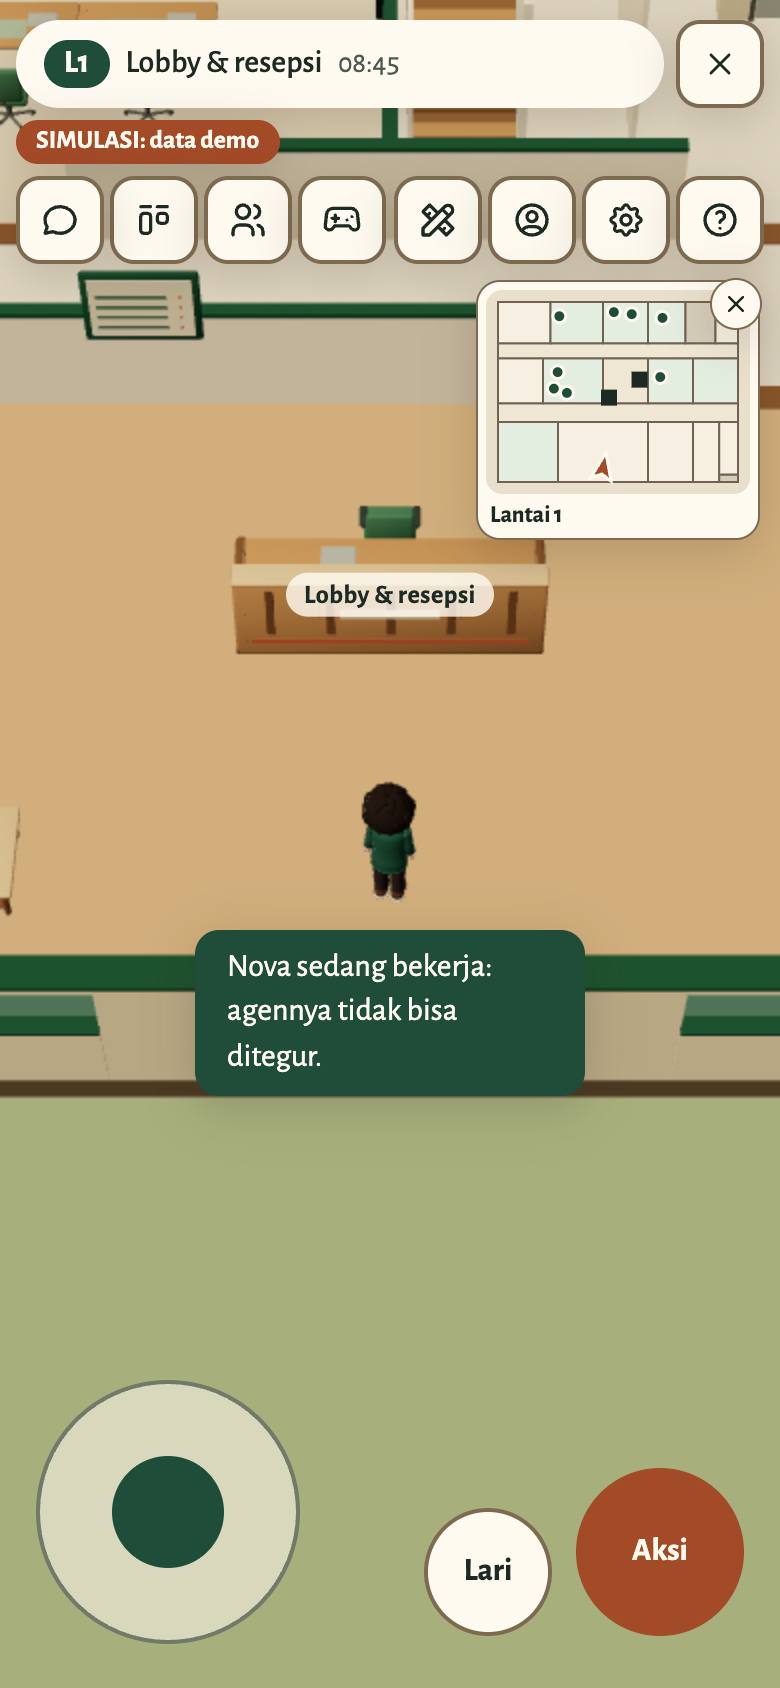 L1 Lobby & resepsi 08:45
SIMULASI: data demo
Lantai 1
Lobby & resepsi
Nova sedang bekerja:
agennya tidak bisa
ditegur.
Lari
Aksi